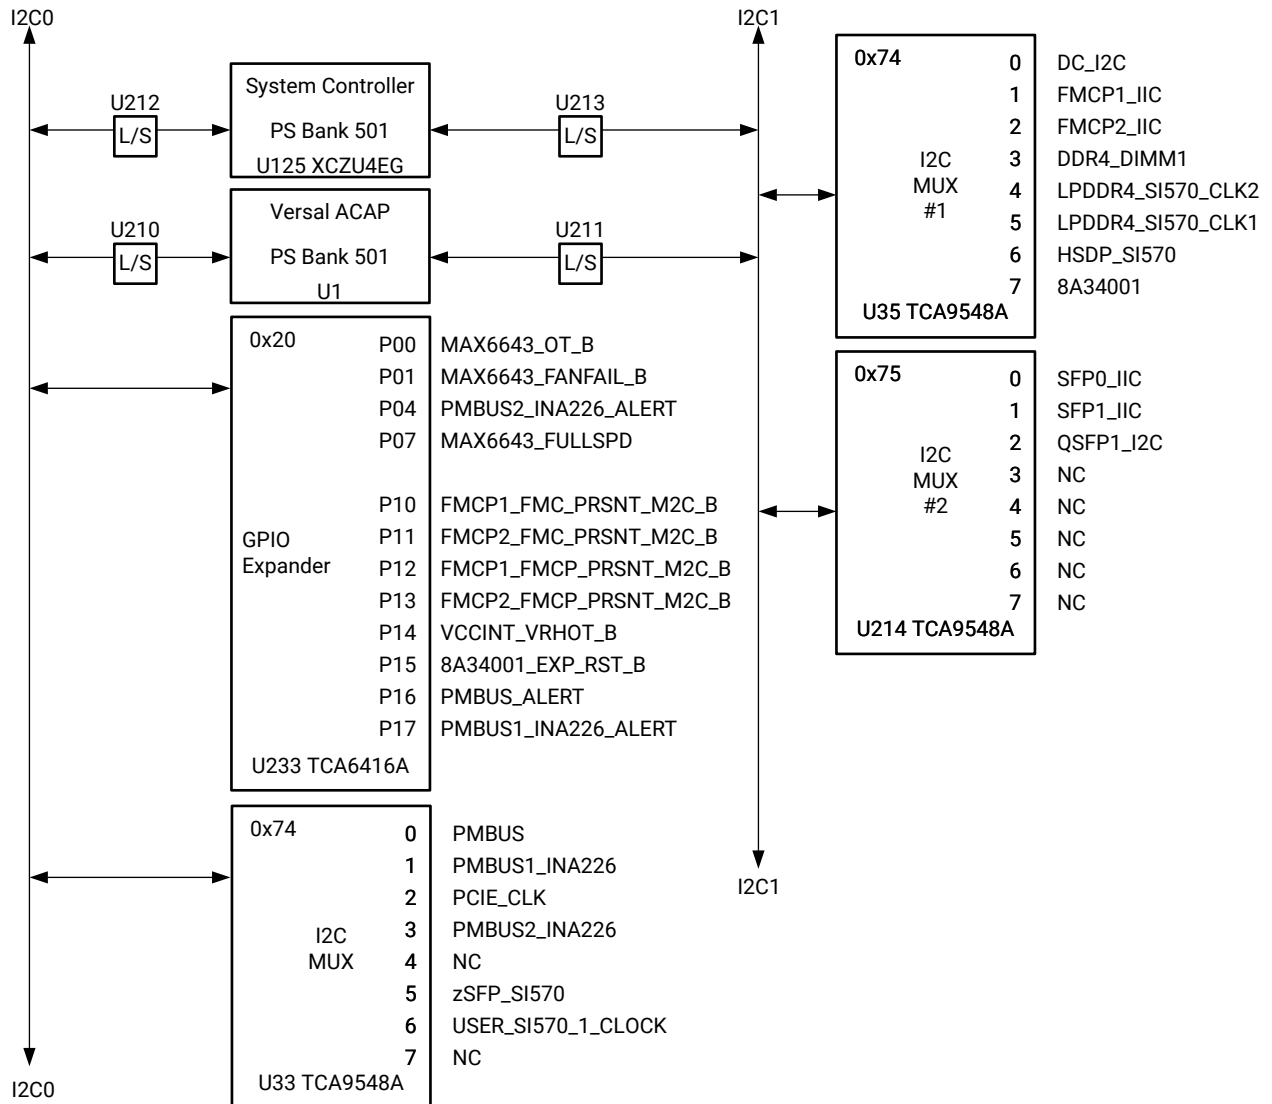 I2C0
I2C1
U212
L/S
System Controller
PS Bank 501
U125 XCZU4EG
U213
L/S
U210
L/S
Versal ACAP
PS Bank 501
U1
U211
L/S
0x20
GPIO
Expander
P00 MAX6643_OT_B
P01 MAX6643_FANFAIL_B
P04 PMBUS2_INA226_ALERT
P07 MAX6643_FULLSPD
P10 FMCP1_FMC_PRSNT_M2C_B
P11 FMCP2_FMC_PRSNT_M2C_B
P12 FMCP1_FMCP_PRSNT_M2C_B
P13 FMCP2_FMCP_PRSNT_M2C_B
P14 VCCINT_VRHOT_B
P15 8A34001_EXP_RST_B
P16 PMBUS_ALERT
P17 PMBUS1_INA226_ALERT
U233 TCA6416A
0x74
I2C
MUX
0 PMBUS
1 PMBUS1_INA226
2 PCIE_CLK
3 PMBUS2_INA226
4 NC
5 zSFP_SI570
6 USER_SI570_1_CLOCK
7 NC
U33 TCA9548A
I2C0
0x74
I2C
MUX
#1
0 DC_I2C
1 FMCP1_IIC
2 FMCP2_IIC
3 DDR4_DIMM1
4 LPDDR4_SI570_CLK2
5 LPDDR4_SI570_CLK1
6 HSDP_SI570
7 8A34001
U35 TCA9548A
0x75
I2C
MUX
#2
0 SFP0_IIC
1 SFP1_IIC
2 QSFP1_I2C
3 NC
4 NC
5 NC
6 NC
7 NC
U214 TCA9548A
I2C1